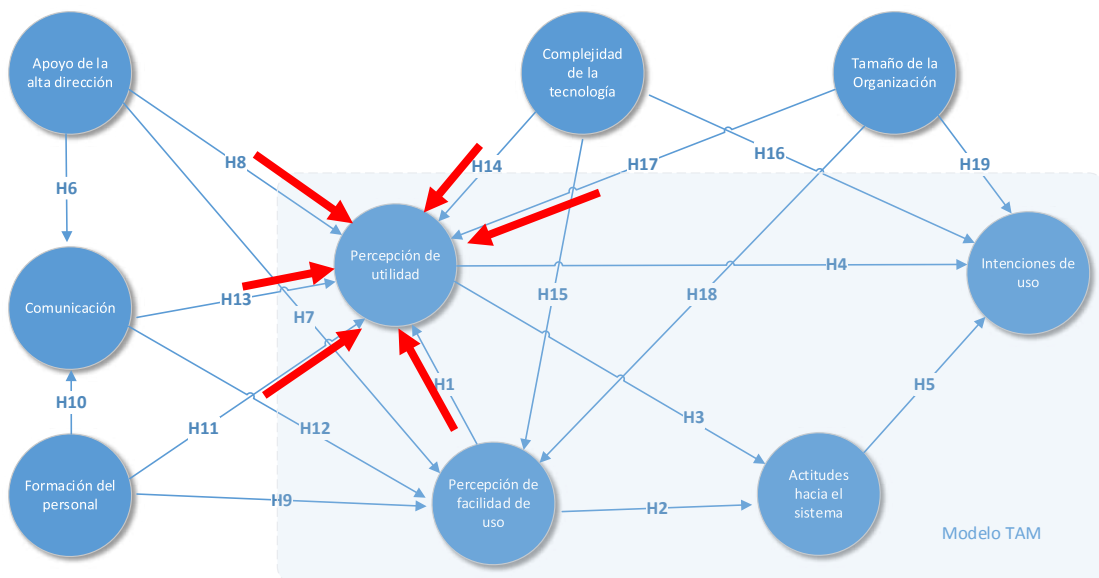 Apoyo de la
alta dirección
Complejidad
de la
tecnología
Tamaño de la
Organización
H8
H14
H17
H16
H19
H6
Percepción de
utilidad
H4
Intenciones de
uso
Comunicación
H13
H7
H15
H18
H10
H1
H5
H11
H12
H3
Formación del
personal
H9
Percepción de
facilidad de
uso
H2
Actitudes
hacia el
sistema
Modelo TAM